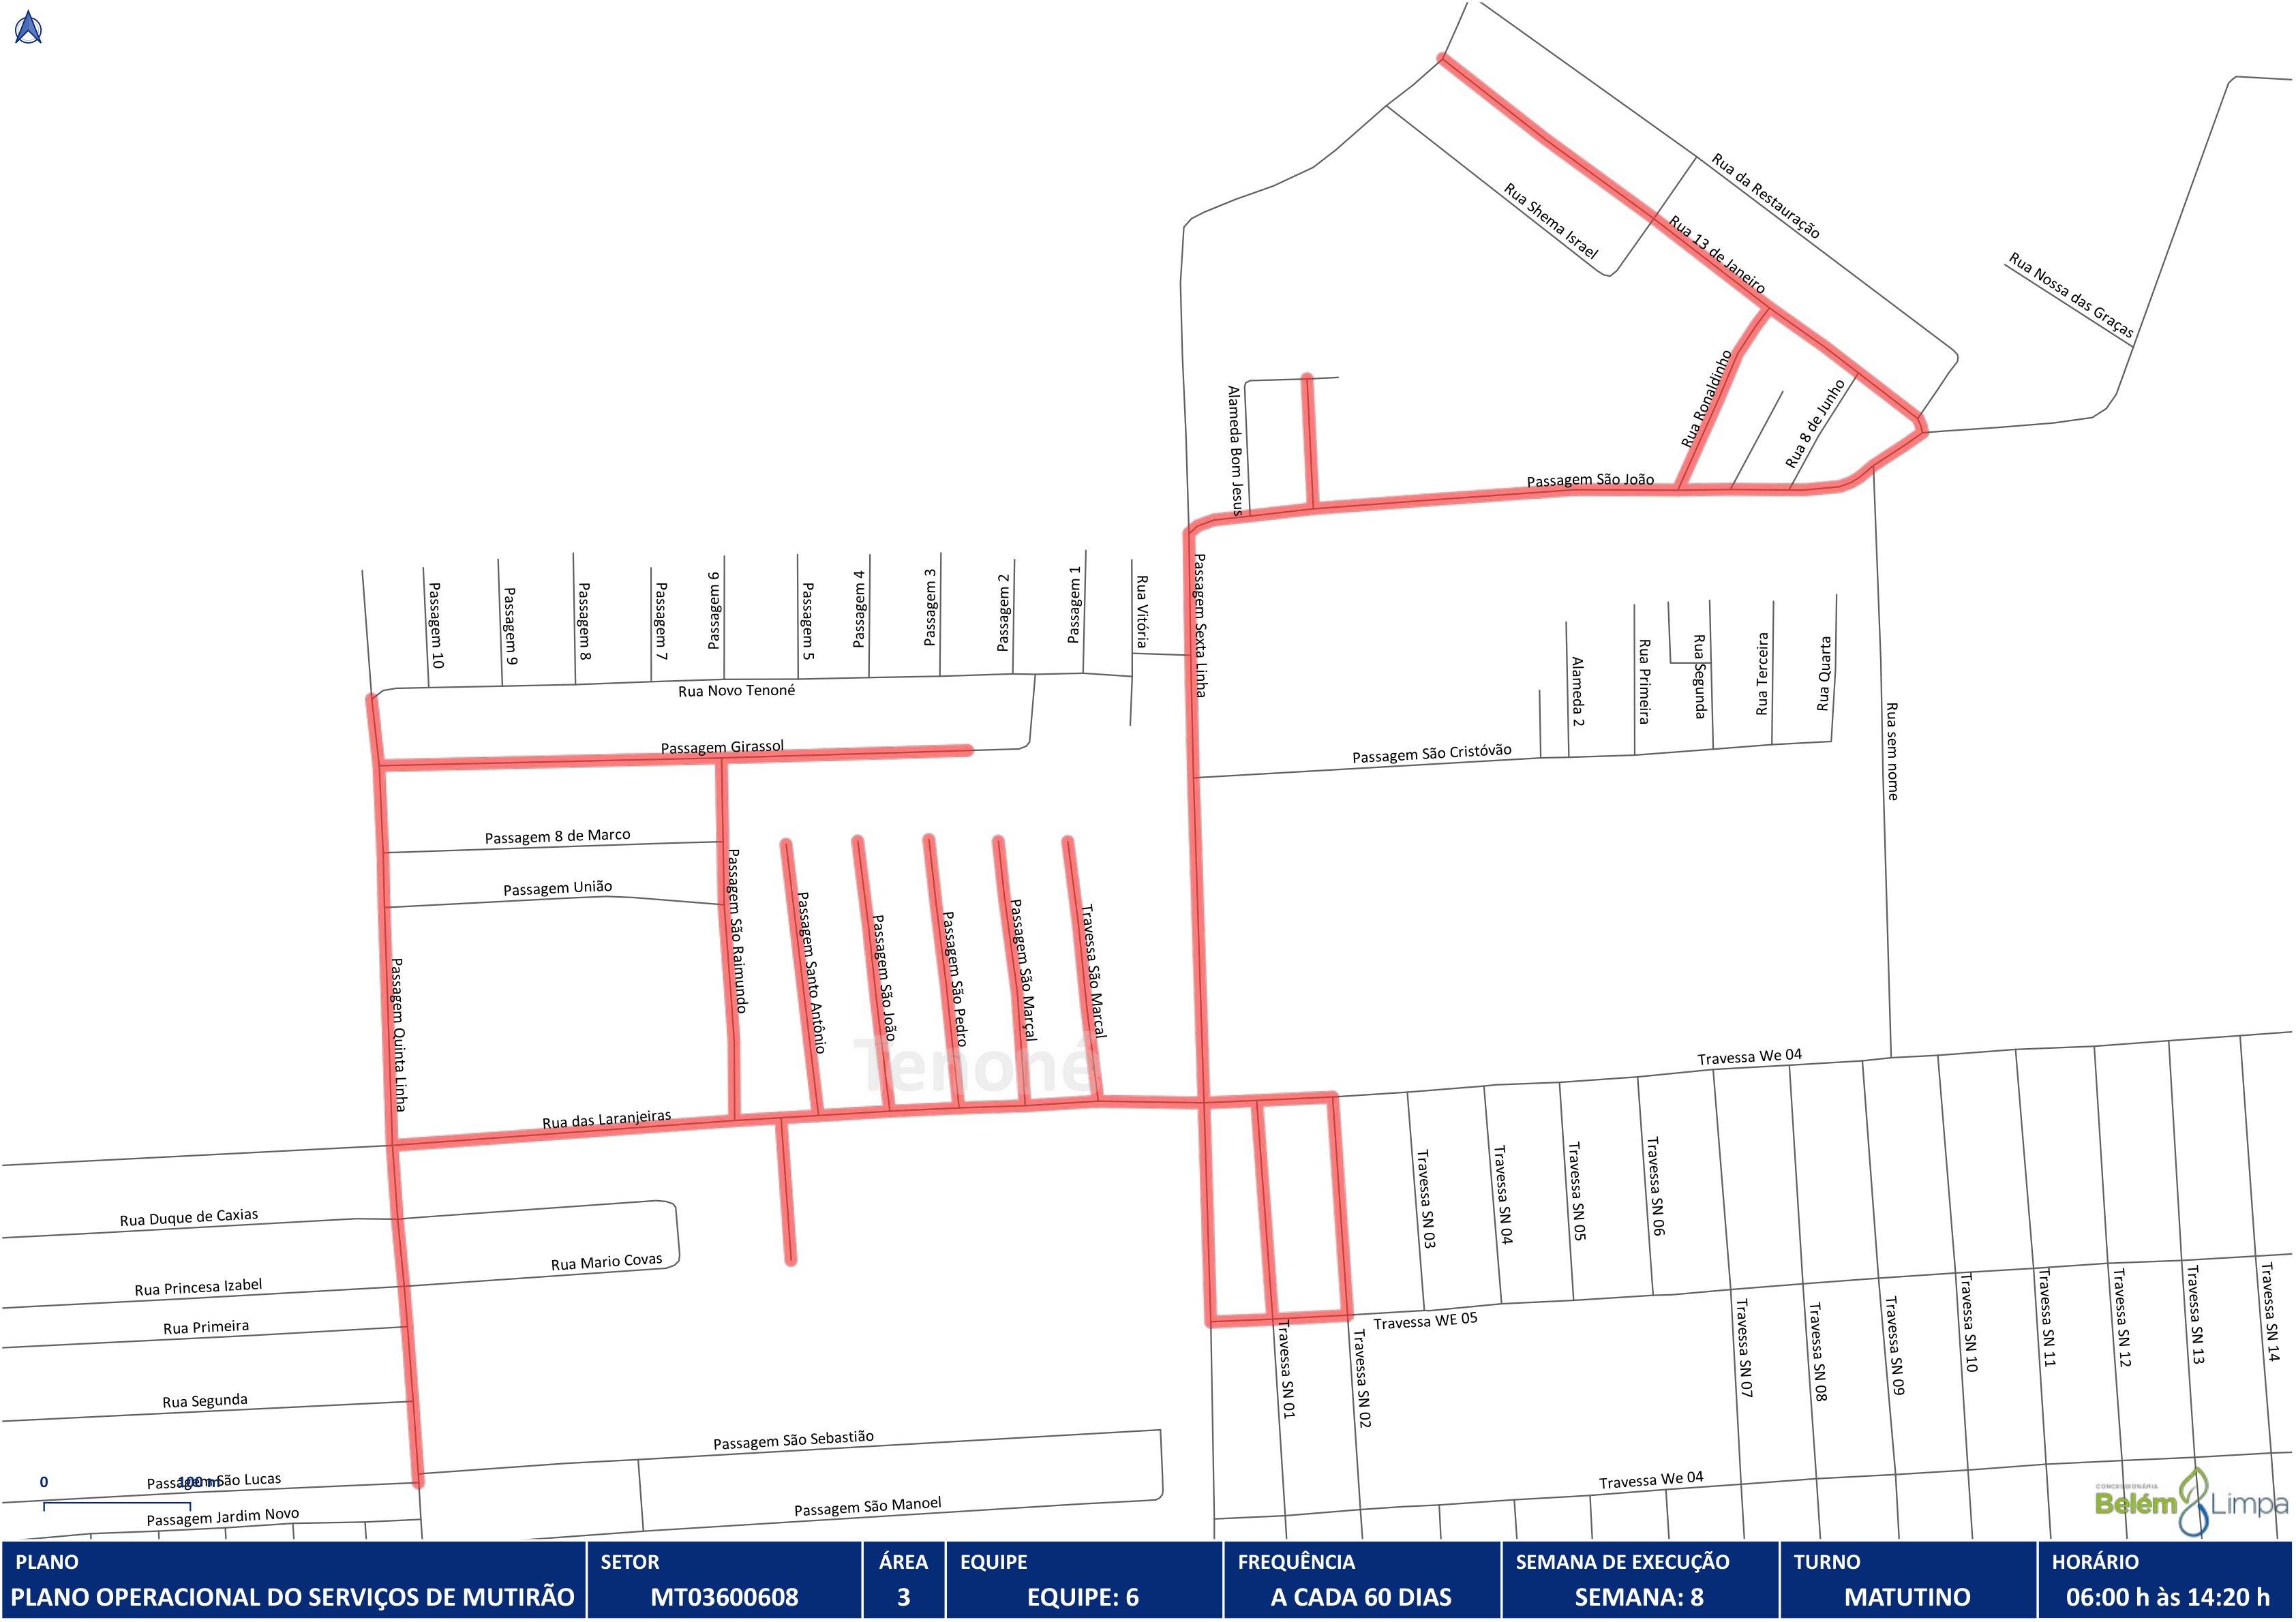 Rua da Restauração
Rua Shema Israel
Rua 13 de Janeiro
Rua Nossa das Graças
Rua Ronaldinho
Rua 8 de Junho
Alameda Bom Jesus
Passagem São João
Passagem Sexta Linha
Passagem 10
Passagem 9
Passagem 8
Passagem 7
Passagem 6
Passagem 5
Passagem 4
Passagem 3
Passagem 2
Passagem 1
Rua Vitória
Rua Novo Tenoné
Alameda 2
Rua Primeira
Rua Segunda
Rua Terceira
Rua Quarta
Rua sem nome
Passagem Girassol
Passagem São Cristóvão
Passagem 8 de Marco
Passagem União
Passagem São Raimundo
Passagem Santo Antônio
Passagem São João
Passagem São Pedro
Passagem São Marçal
Travessa São Marcal
Passagem Quinta Linha
Tenoné
Travessa We 04
Rua das Laranjeiras
Travessa SN 03
Travessa SN 04
Travessa SN 05
Travessa SN 06
Rua Duque de Caxias
Rua Mario Covas
Rua Princesa Izabel
Rua Primeira
Travessa WE 05
Travessa SN 01
Travessa SN 02
Travessa SN 07
Travessa SN 08
Travessa SN 09
Travessa SN 10
Travessa SN 11
Travessa SN 12
Travessa SN 13
Travessa SN 14
Rua Segunda
Passagem São Sebastião
Passagem São Lucas
0 100 m
Travessa We 04
Passagem São Manoel
Passagem Jardim Novo
CONCESSIONÁRIA
Belém Limpa
PLANO
PLANO OPERACIONAL DO SERVIÇOS DE MUTIRÃO
SETOR
MT03600608
ÁREA
3
EQUIPE
EQUIPE: 6
FREQUÊNCIA
A CADA 60 DIAS
SEMANA DE EXECUÇÃO
SEMANA: 8
TURNO
MATUTINO
HORÁRIO
06:00 h às 14:20 h